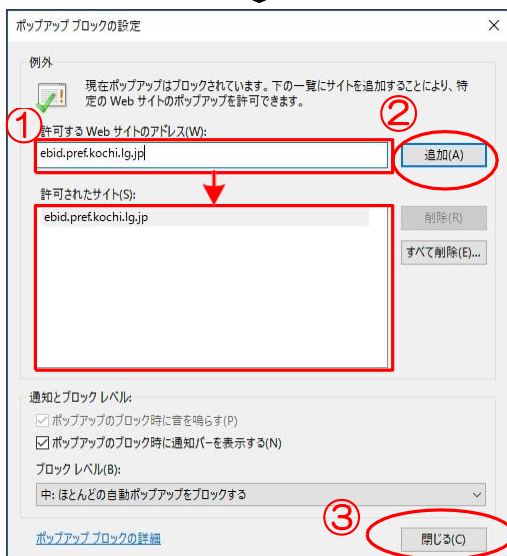 ポップアップ ブロックの設定
例外
現在ポップアップはブロックされています。下の一覧にサイトを追加することにより、特
定の Web サイトのポップアップを許可できます。
① ②
許可する Web サイトのアドレス(W):
ebid.pref.kochi.lg.jp 追加(A)
許可されたサイト(S):
ebid.pref.kochi.lg.jp 削除(R)
すべて削除(E)...
通知とブロック レベル:
ポップアップのブロック時に音を鳴らす(P)
ポップアップのブロック時に通知バーを表示する(N)
ブロック レベル(B):
中: ほとんどの自動ポップアップをブロックする
③
ポップアップ ブロックの詳細 閉じる(C)